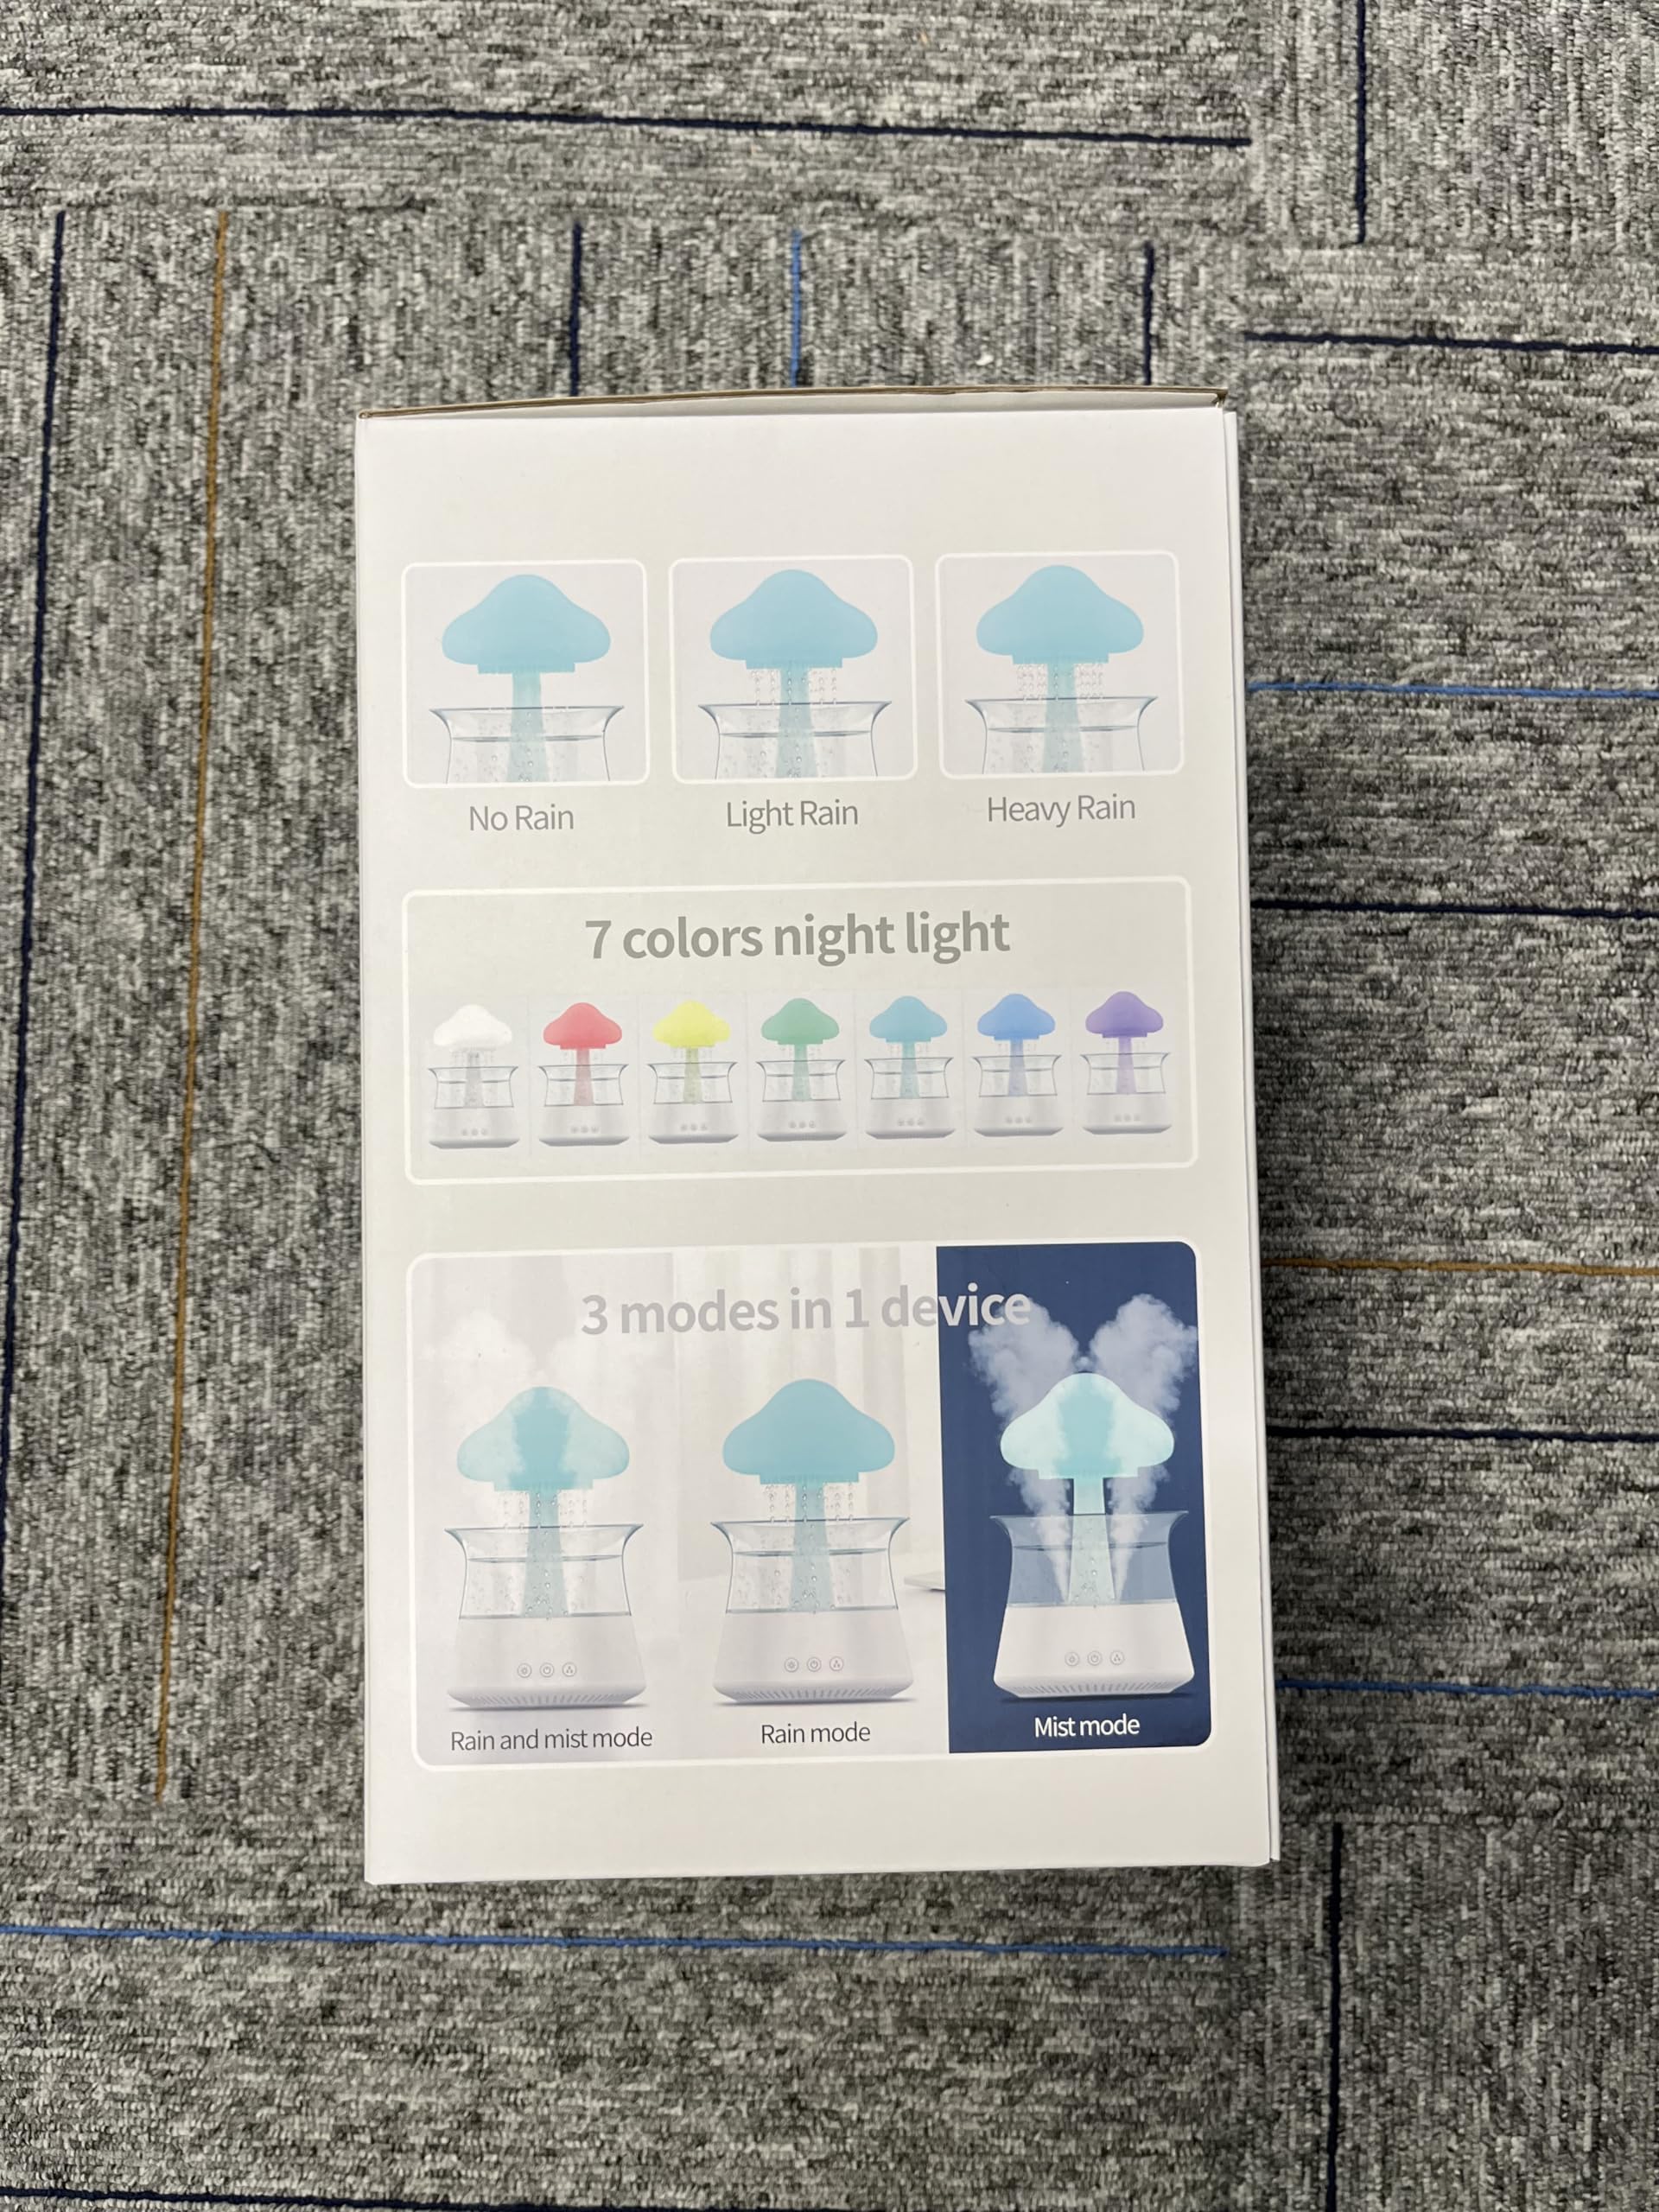 No Rain
Light Rain
Heavy Rain
7 colors night light
3 modes in 1 device
Rain and mist mode
Rain mode
Mist mode